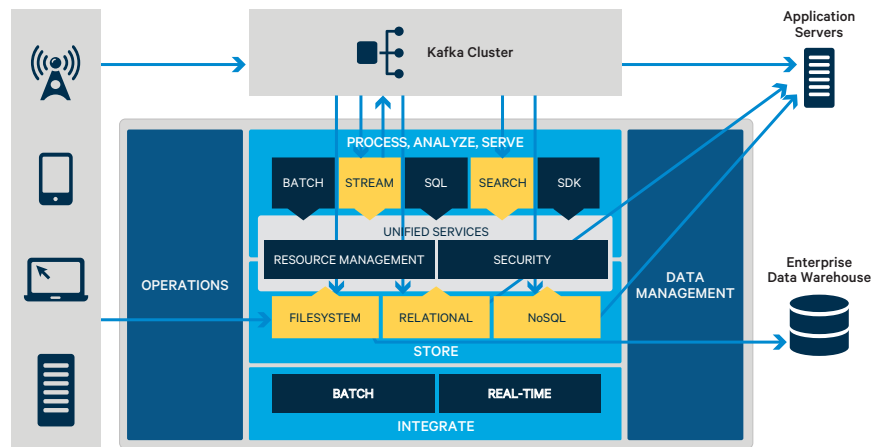 Application
Servers
Kafka Cluster
PROCESS, ANALYZE, SERVE
BATCH
STREAM
SQL
SEARCH
SDK
UNIFIED SERVICES
RESOURCE MANAGEMENT
SECURITY
OPERATIONS
DATA
MANAGEMENT
Enterprise
Data Warehouse
FILESYSTEM
RELATIONAL
NoSQL
STORE
BATCH
REAL-TIME
INTEGRATE